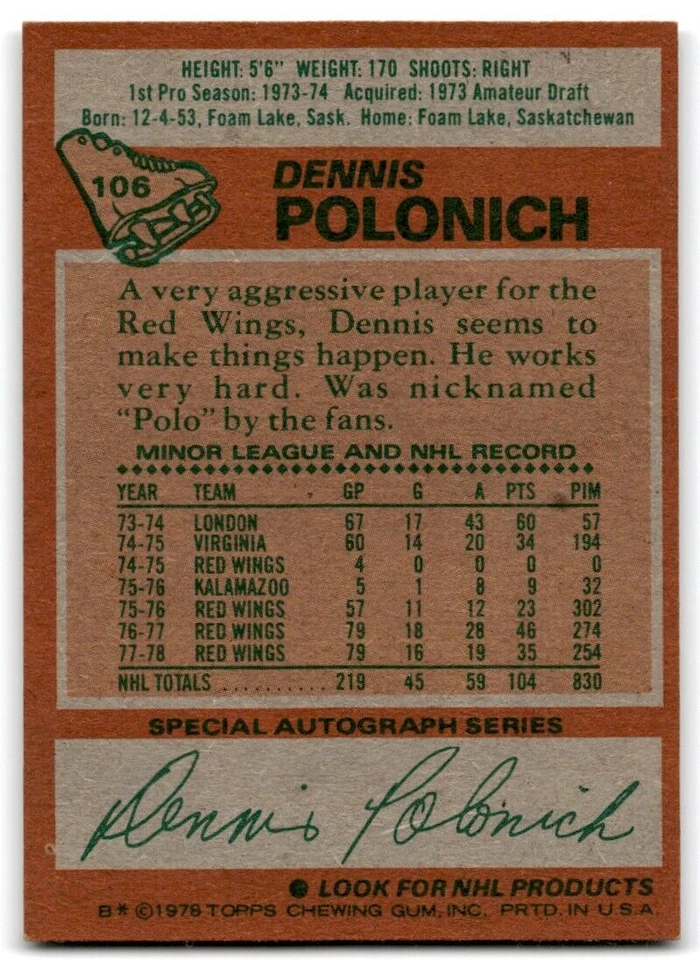 HEIGHT: 5'6" WEIGHT: 170 SHOOTS: RIGHT
1st Pro Season: 1973-74 Acquired: 1973 Amateur Draft
Born: 12-4-53, Foam Lake, Sask. Home: Foam Lake, Saskatchewan
106
DENNIS
POLONICH
A very aggressive player for the
Red Wings, Dennis seems to
make things happen. He works
very hard. Was nicknamed
"Polo" by the fans.
MINOR LEAGUE AND NHL RECORD
YEAR TEAM GP G A PTS PIM
73-74 LONDON 67 17 43 60 57
74-75 VIRGINIA 60 14 20 34 194
74-75 RED WINGS 4 0 0 0 0
75-76 KALAMAZOO 5 1 8 9 32
75-76 RED WINGS 57 11 12 23 302
76-77 RED WINGS 79 18 28 46 274
77-78 RED WINGS 79 16 19 35 254
NHL TOTALS .......... 219 45 59 104 830
SPECIAL AUTOGRAPH SERIES
Dennis Polonich
LOOK FOR NHL PRODUCTS
B* ©1978 TOPPS CHEWING GUM, INC. PRTD. IN U.S.A.